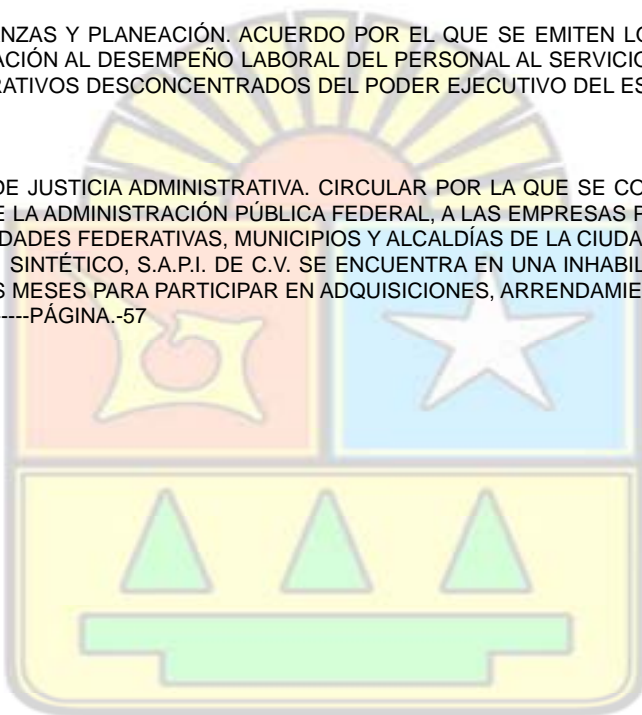 NZAS Y PLANEACIÓN. ACUERDO POR EL QUE SE EMITEN LO
ACIÓN AL DESEMPEÑO LABORAL DEL PERSONAL AL SERVICIO
RATIVOS DESCONCENTRADOS DEL PODER EJECUTIVO DEL ES
DE JUSTICIA ADMINISTRATIVA. CIRCULAR POR LA QUE SE CO
E LA ADMINISTRACIÓN PÚBLICA FEDERAL, A LAS EMPRESAS P
DADES FEDERATIVAS, MUNICIPIOS Y ALCALDÍAS DE LA CIUDA
SINTÉTICO, S.A.P.I. DE C.V. SE ENCUENTRA EN UNA INHABIL
S MESES PARA PARTICIPAR EN ADQUISICIONES, ARRENDAMIE
-----PÁGINA.-57